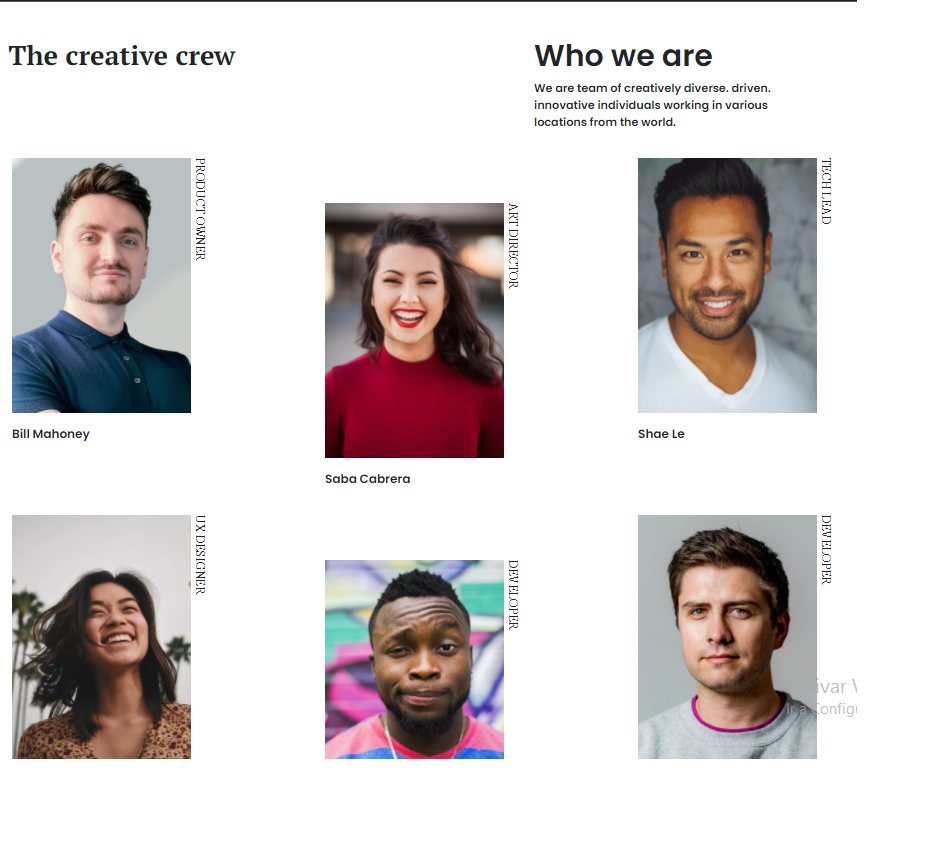 The creative crew
Who we are
We are team of creatively diverse. driven.
innovative individuals working in various
locations from the world.
PRODUCT OWNER
Bill Mahoney
ART DIRECTOR
Saba Cabrera
TECH LEAD
Shae Le
UX DESIGNER
DEVELOPER
DEVELOPER